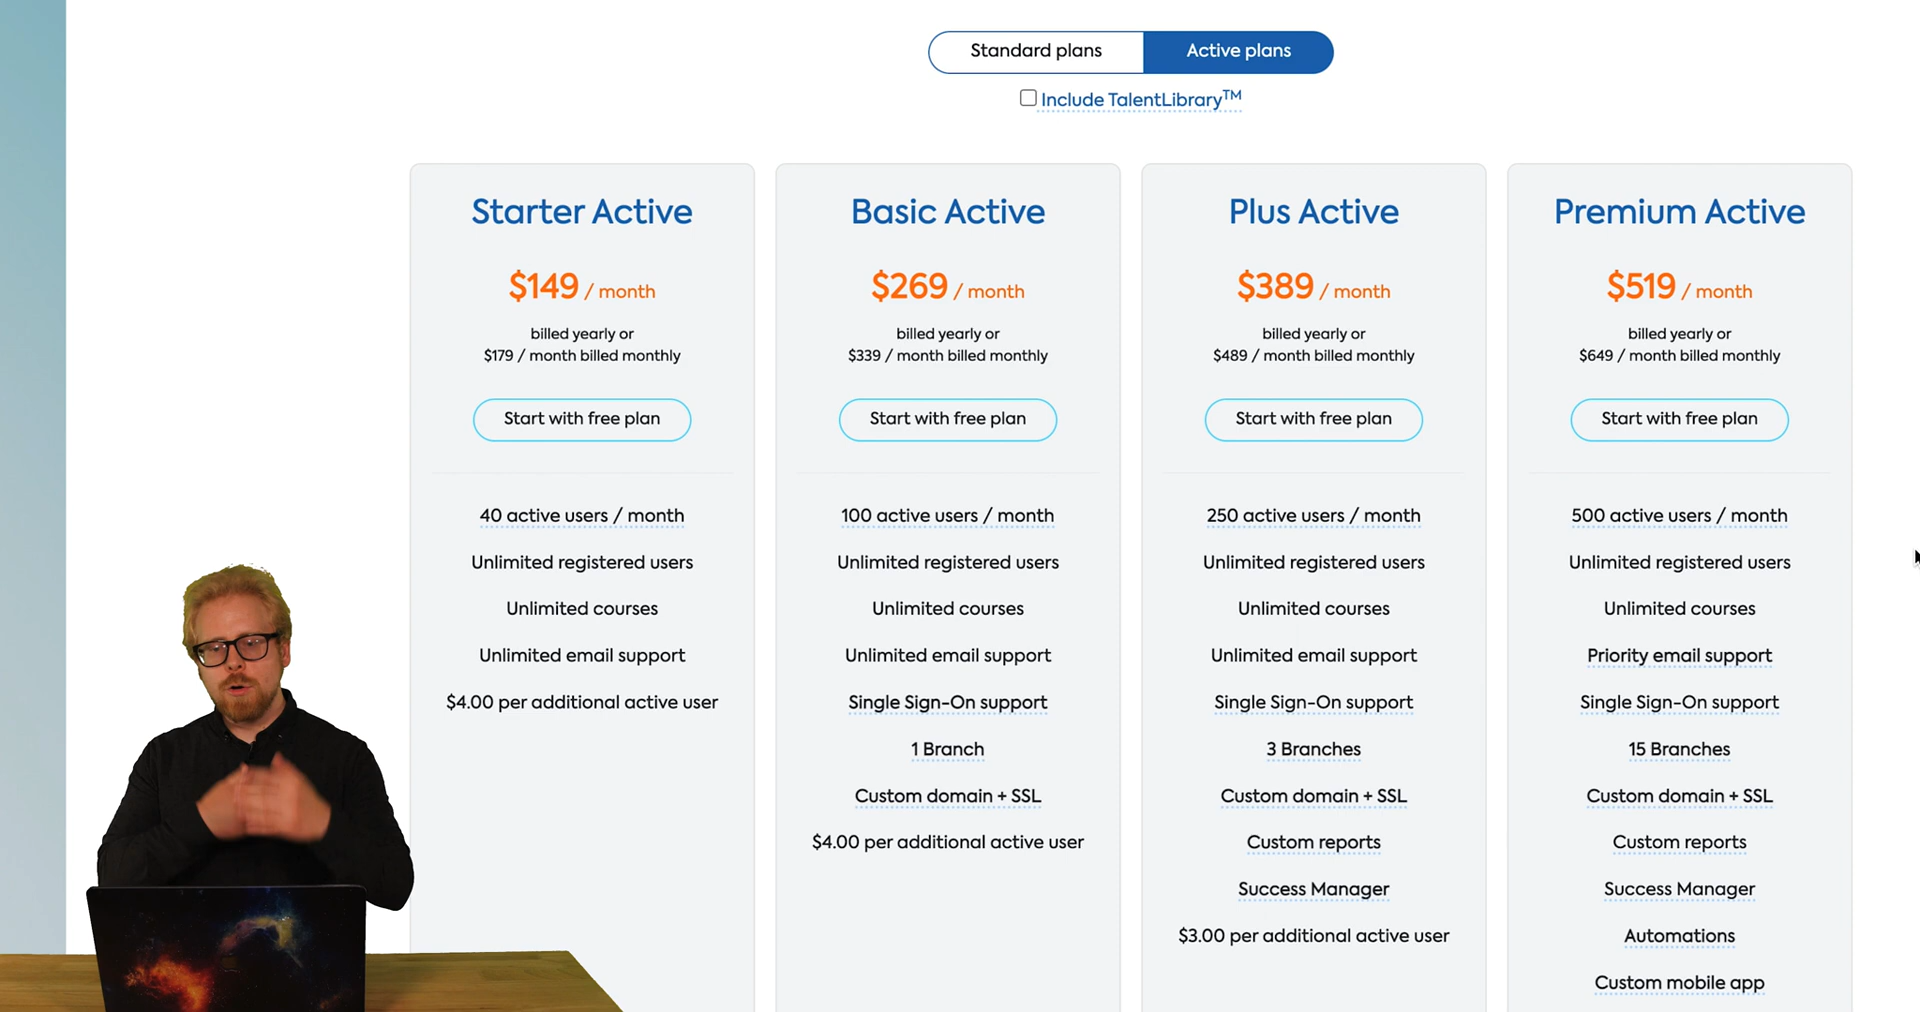 Standard plans
Active plans
Include TalentLibrary™
Starter Active
$149 / month
billed yearly or
$179 / month billed monthly
Start with free plan
40 active users / month
Unlimited registered users
Unlimited courses
Unlimited email support
$4.00 per additional active user
Basic Active
$269 / month
billed yearly or
$339 / month billed monthly
Start with free plan
100 active users / month
Unlimited registered users
Unlimited courses
Unlimited email support
Single Sign-On support
1 Branch
Custom domain + SSL
$4.00 per additional active user
Plus Active
$389 / month
billed yearly or
$489 / month billed monthly
Start with free plan
250 active users / month
Unlimited registered users
Unlimited courses
Unlimited email support
Single Sign-On support
3 Branches
Custom domain + SSL
Custom reports
Success Manager
$3.00 per additional active user
Premium Active
$519 / month
billed yearly or
$649 / month billed monthly
Start with free plan
500 active users / month
Unlimited registered users
Unlimited courses
Priority email support
Single Sign-On support
15 Branches
Custom domain + SSL
Custom reports
Success Manager
Automations
Custom mobile app